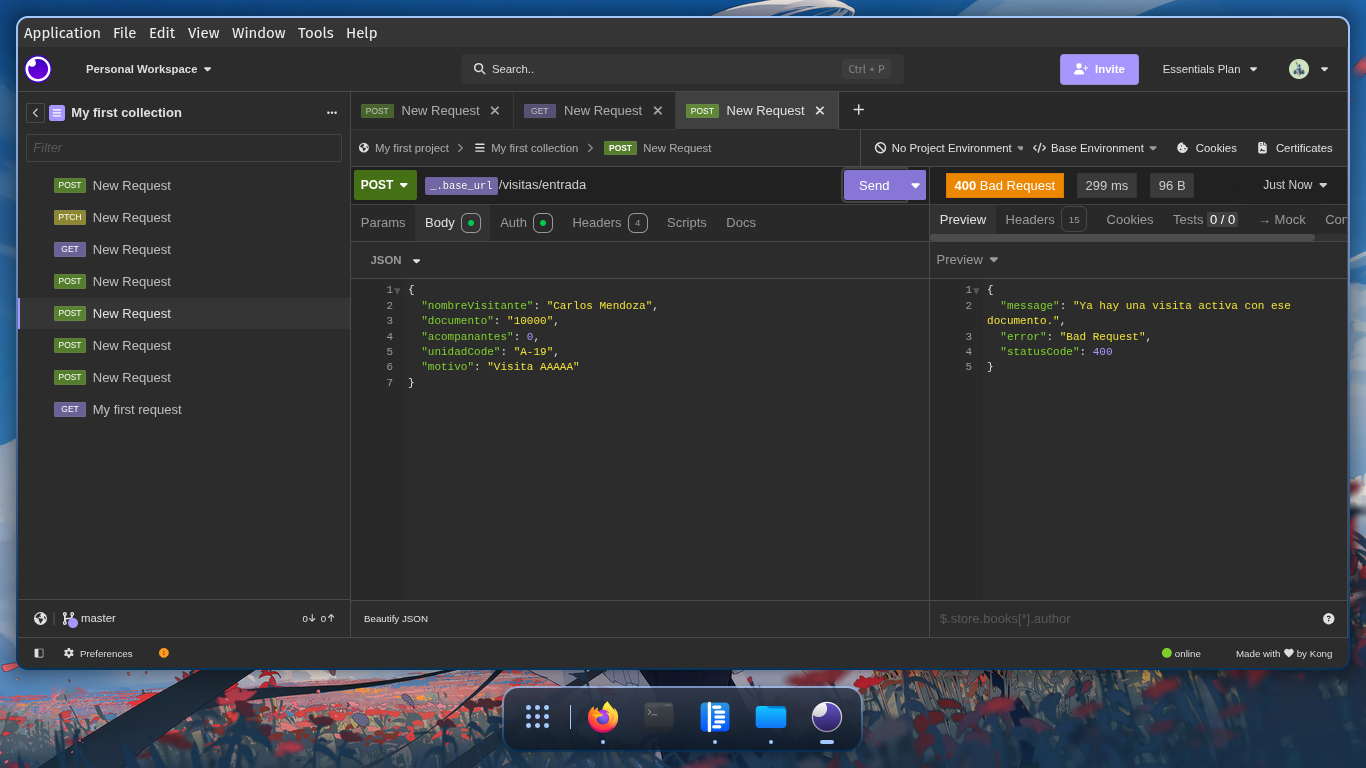 Application File Edit View Window Tools Help
Personal Workspace
Search..
Ctrl + P
Invite
Essentials Plan
My first collection
Filter
POST New Request
PTCH New Request
GET New Request
POST New Request
POST New Request
POST New Request
POST New Request
GET My first request
master
0 0
POST New Request
GET New Request
POST New Request
My first project
My first collection
POST New Request
No Project Environment
Base Environment
Cookies
Certificates
POST
_.base_url/visitas/entrada
Send
Params Body Auth Headers 4 Scripts Docs
JSON
1 {
2 "nombreVisitante": "Carlos Mendoza",
3 "documento": "10000",
4 "acompanantes": 0,
5 "unidadCode": "A-19",
6 "motivo": "Visita AAAAA"
7 }
Beautify JSON
400 Bad Request
299 ms
96 B
Just Now
Preview Headers 15 Cookies Tests 0 / 0 → Mock Con
Preview
1 {
2 "message": "Ya hay una visita activa con ese
documento.",
3 "error": "Bad Request",
4 "statusCode": 400
5 }
$.store.books[*].author
Preferences
online
Made with ♥ by Kong